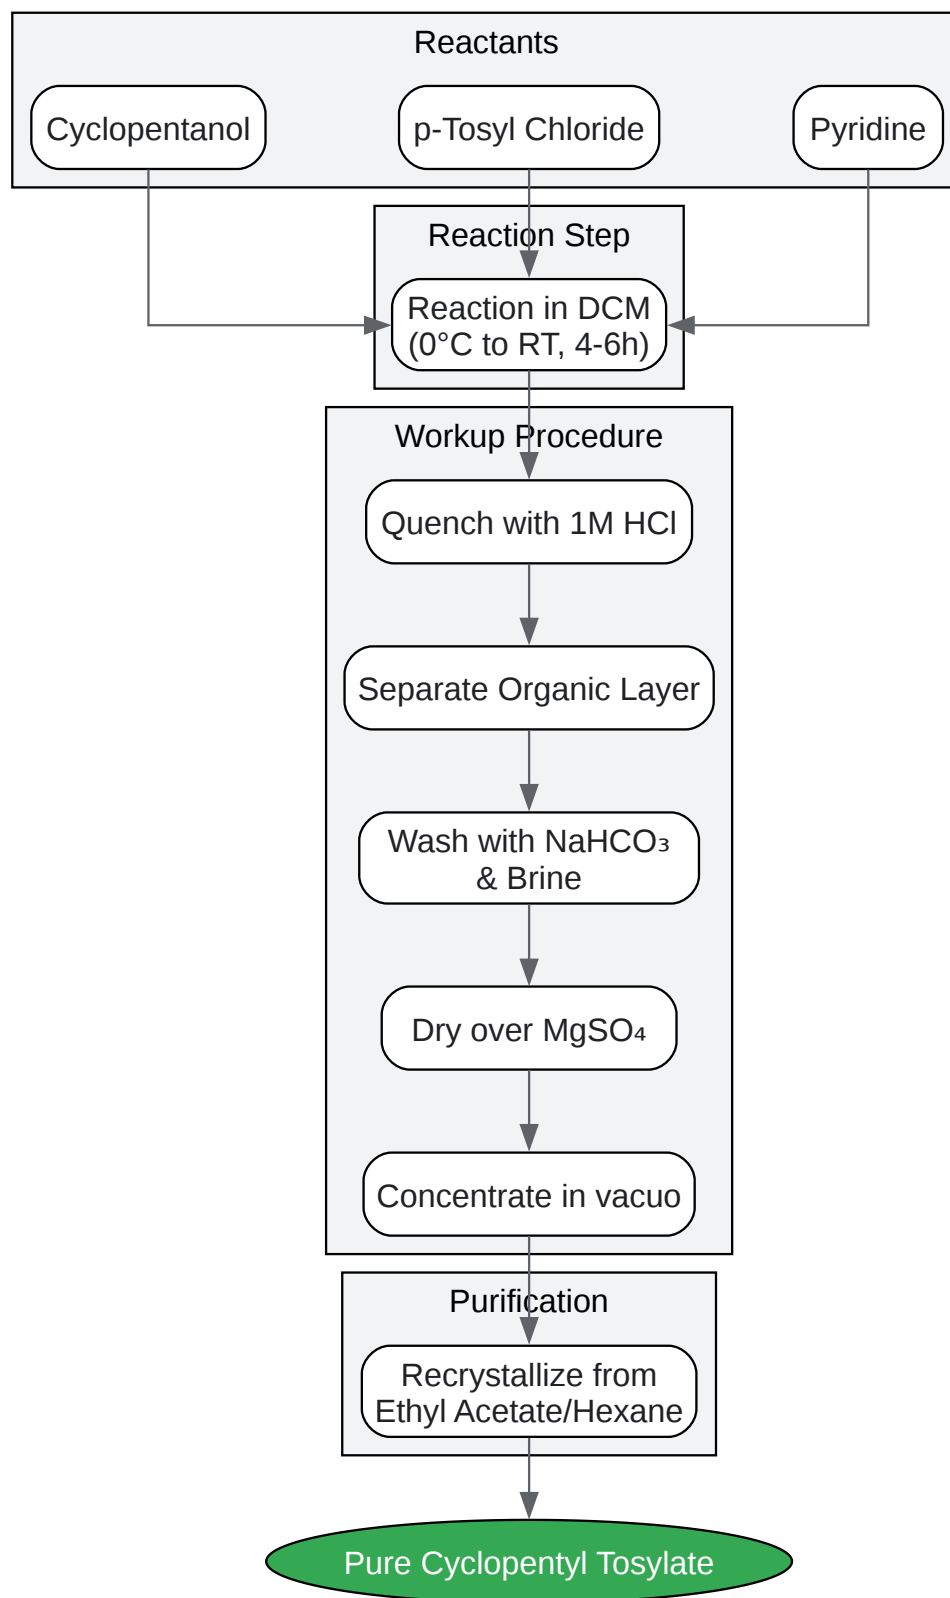 Reactants
Cyclopentanol
p-Tosyl Chloride
Pyridine
Reaction Step
Reaction in DCM
(0°C to RT, 4-6h)
Workup Procedure
Quench with 1M HCl
Separate Organic Layer
Wash with NaHCO₃
& Brine
Dry over MgSO₄
Concentrate in vacuo
Purification
Recrystallize from
Ethyl Acetate/Hexane
Pure Cyclopentyl Tosylate